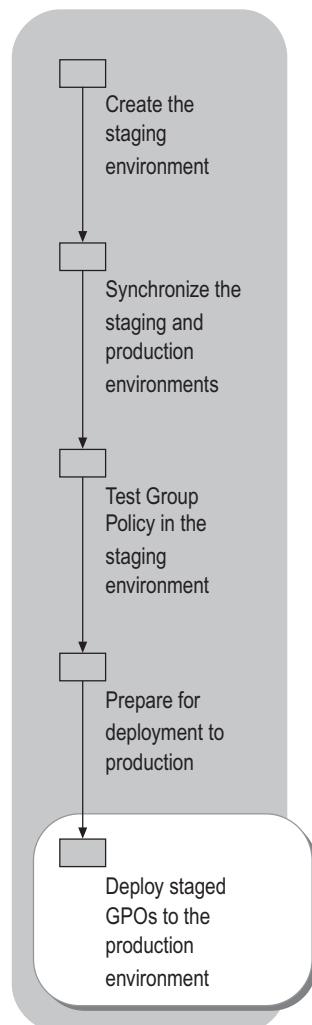 Create the
staging
environment
Synchronize the
staging and
production
environments
Test Group
Policy in the
staging
environment
Prepare for
deployment to
production
Deploy staged
GPOs to the
production
environment